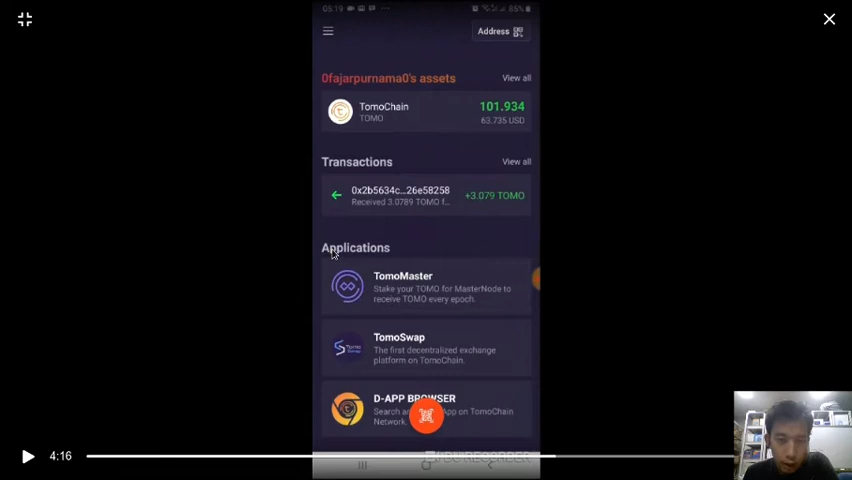 05:19
85%
Address
0fajarpurnama0's assets
View all
TomoChain
101.934
TOMO
63.735 USD
Transactions
View all
0x2b5634c...26e58258
+3.079 TOMO
Received 3.0789 TOMO f...
Applications
TomoMaster
Stake your TOMO for MasterNode to
receive TOMO every epoch.
TomoSwap
The first decentralized exchange
platform on TomoChain.
D-APP BROWSER
Search App on TomoChain
Network.
4:16